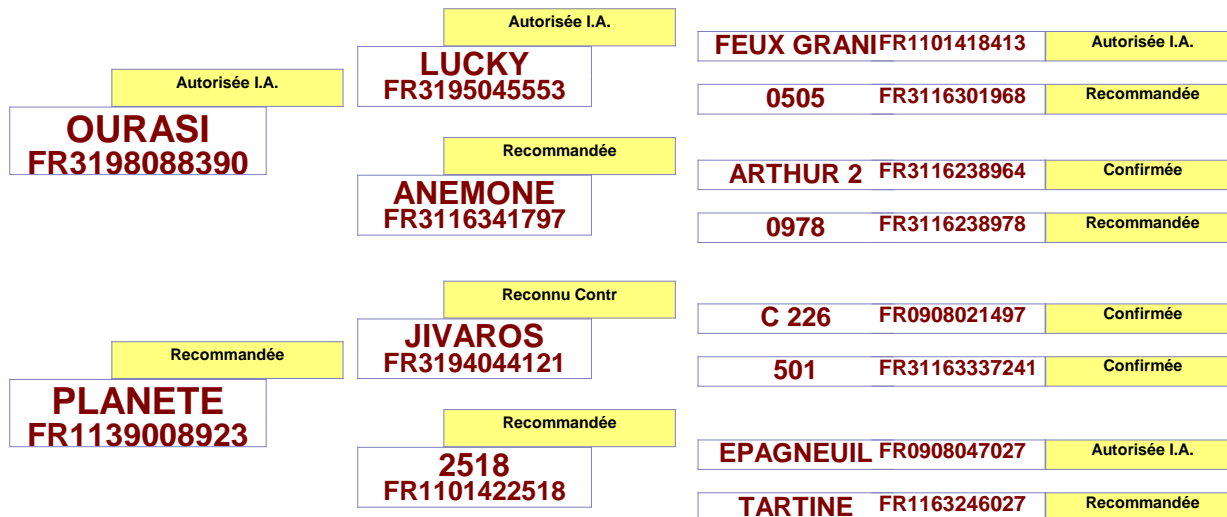 Autorisée I.A.
OURASI
FR3198088390
Recommandée
PLANETE
FR1139008923
Autorisée I.A.
LUCKY
FR3195045553
Recommandée
ANEMONE
FR3116341797
Reconnu Contr
JIVAROS
FR3194044121
Recommandée
2518
FR1101422518
FEUX GRANI FR1101418413 Autorisée I.A.
0505 FR3116301968 Recommandée
ARTHUR 2 FR3116238964 Confirmée
0978 FR3116238978 Recommandée
C 226 FR0908021497 Confirmée
501 FR31163337241 Confirmée
EPAGNEUIL FR0908047027 Autorisée I.A.
TARTINE FR1163246027 Recommandée